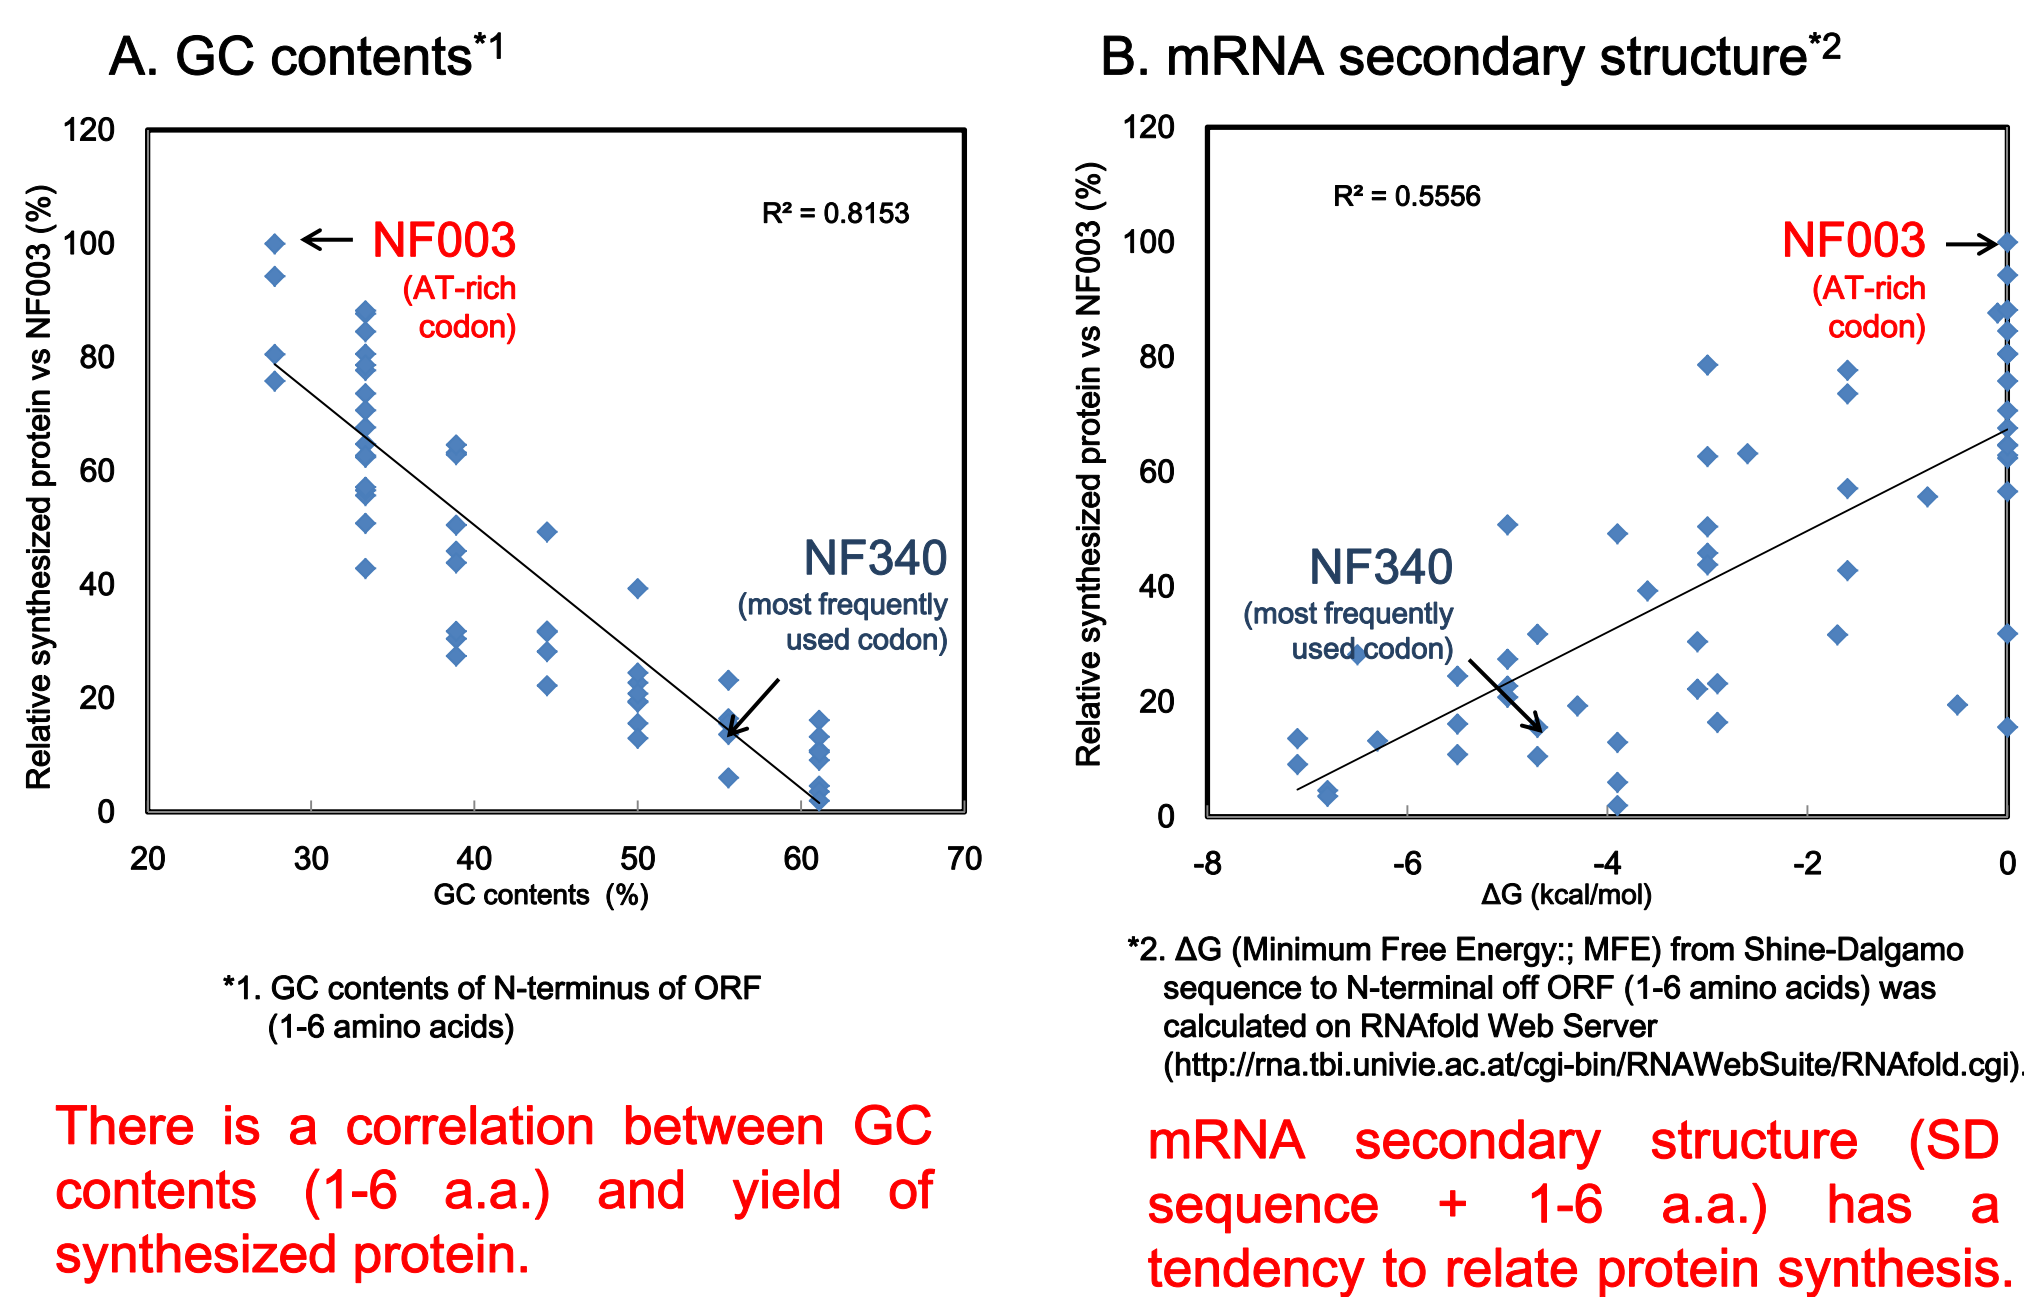 A. GC contents*1
120
100
80
60
40
20
0
Relative synthesized protein vs NF003 (%)
R² = 0.8153
NF003
(AT-rich
codon)
NF340
(most frequently
used codon)
20
30
40
50
60
70
GC contents (%)
*1. GC contents of N-terminus of ORF
(1-6 amino acids)
There is a correlation between GC
contents (1-6 a.a.) and yield of
synthesized protein.
B. mRNA secondary structure*2
120
100
80
60
40
20
0
Relative synthesized protein vs NF003 (%)
R² = 0.5556
NF003
(AT-rich
codon)
NF340
(most frequently
used codon)
-8
-6
-4
-2
0
ΔG (kcal/mol)
*2. ΔG (Minimum Free Energy:; MFE) from Shine-Dalgamo
sequence to N-terminal off ORF (1-6 amino acids) was
calculated on RNAfold Web Server
(http://rna.tbi.univie.ac.at/cgi-bin/RNAWebSuite/RNAfold.cgi).
mRNA secondary structure (SD
sequence + 1-6 a.a.) has a
tendency to relate protein synthesis.